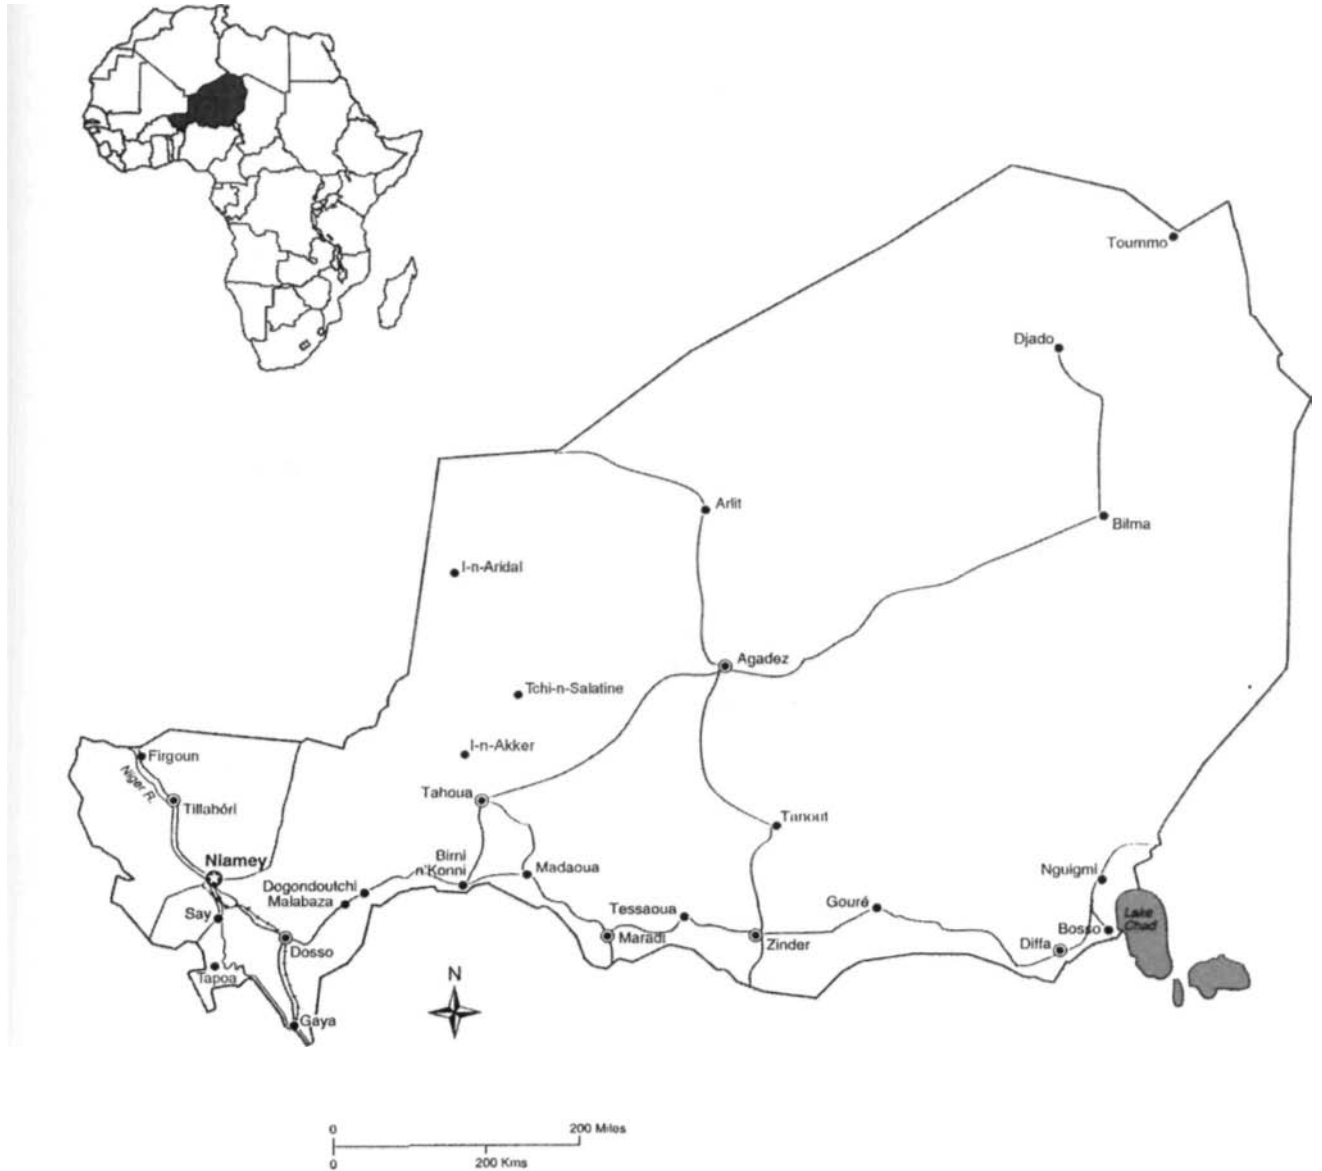 Toummo
Djado
Arlit
Bilma
I-n-Aridal
Agadez
Tchi-n-Salatine
I-n-Akker
Firgoun
Niger R.
Tahoua
Tillabéri
Tanout
Niamey
Birni
n'Konni
Madaoua
Nguigmi
Dogondoutchi
Malabaza
Say
Tessaoua
Gouré
Lake
Chad
Bosso
Maradi
Zinder
Diffa
Dosso
Tapoa
N
Gaya
0
200 Miles
0
200 Kms